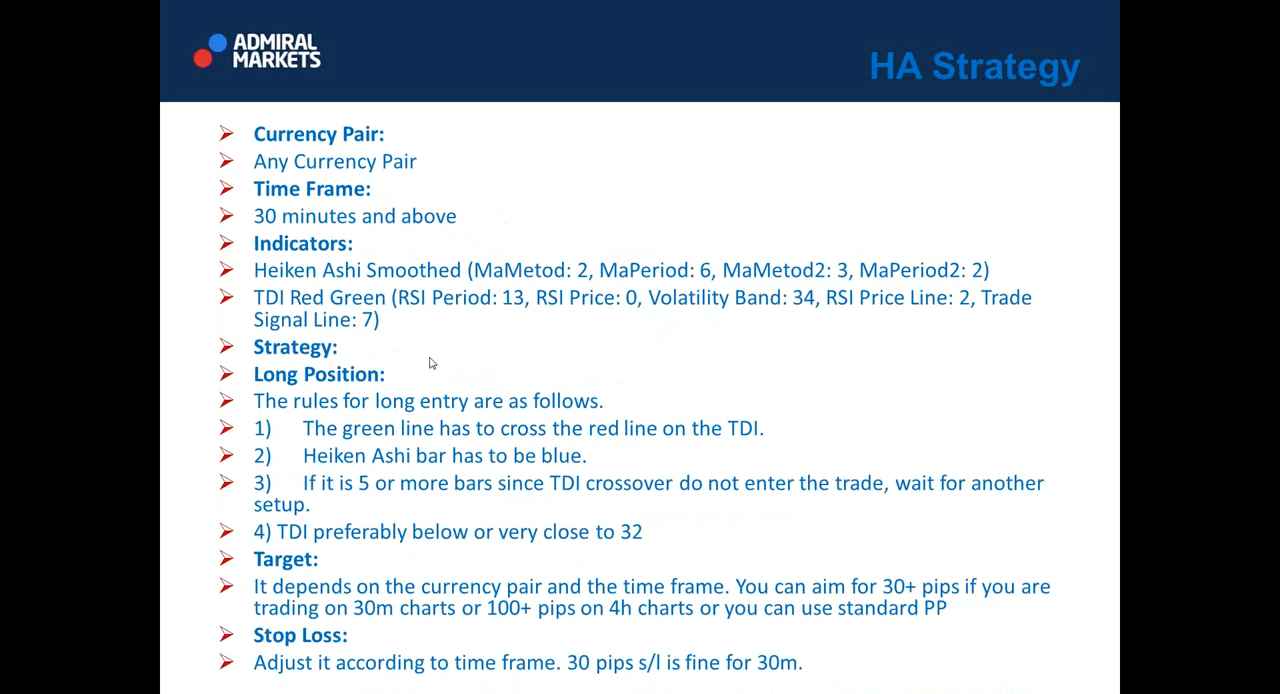 ADMIRAL
MARKETS
HA Strategy
Currency Pair:
Any Currency Pair
Time Frame:
30 minutes and above
Indicators:
Heiken Ashi Smoothed (MaMetod: 2, MaPeriod: 6, MaMetod2: 3, MaPeriod2: 2)
TDI Red Green (RSI Period: 13, RSI Price: 0, Volatility Band: 34, RSI Price Line: 2, Trade
Signal Line: 7)
Strategy:
Long Position:
The rules for long entry are as follows.
1) The green line has to cross the red line on the TDI.
2) Heiken Ashi bar has to be blue.
3) If it is 5 or more bars since TDI crossover do not enter the trade, wait for another
setup.
4) TDI preferably below or very close to 32
Target:
It depends on the currency pair and the time frame. You can aim for 30+ pips if you are
trading on 30m charts or 100+ pips on 4h charts or you can use standard PP
Stop Loss:
Adjust it according to time frame. 30 pips s/l is fine for 30m.